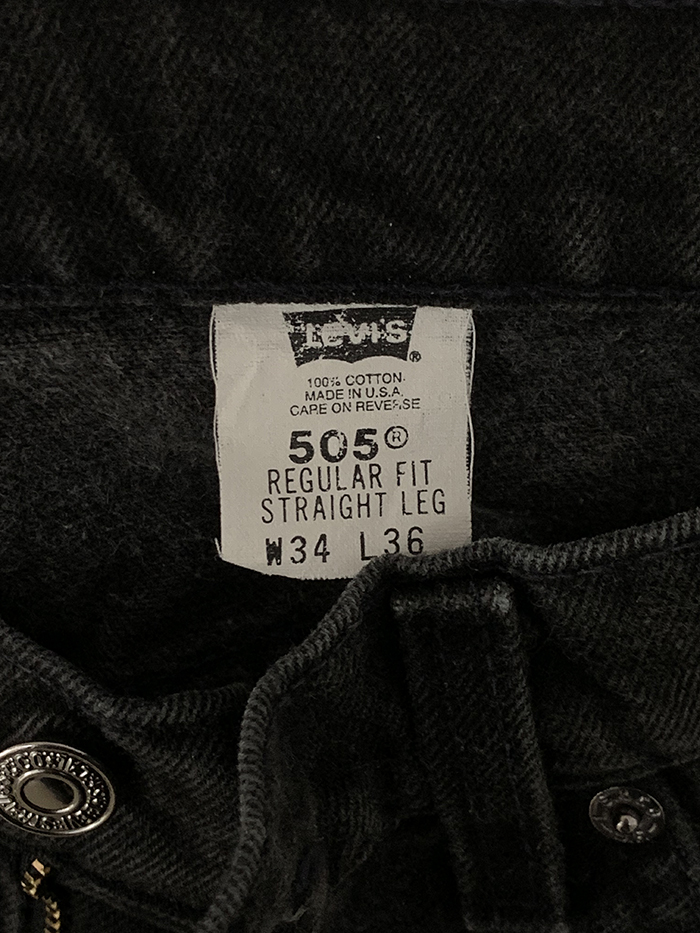 LEVI'S ®
100% COTTON
MADE IN U.S.A.
CARE ON REVERSE
505®
REGULAR FIT
STRAIGHT LEG
W34 L36